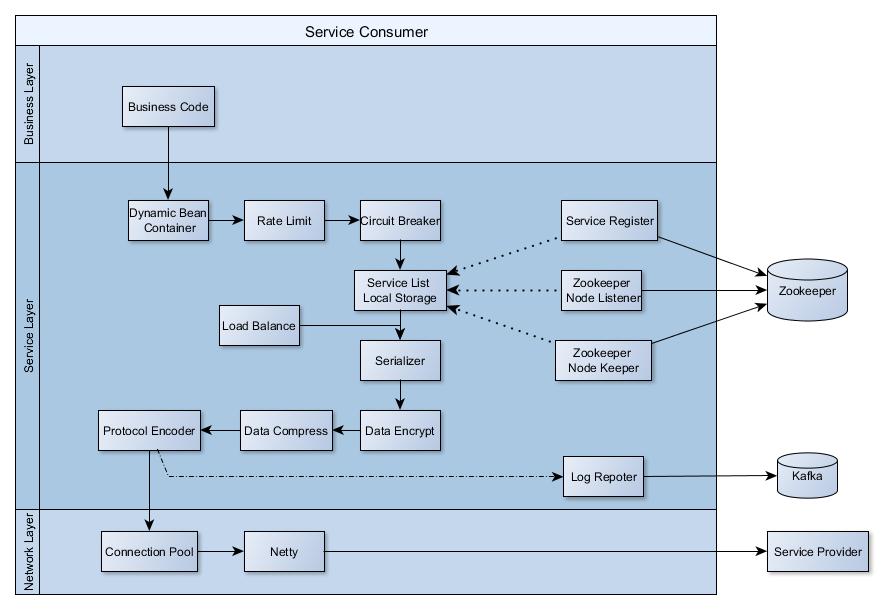 Service Consumer
Business Layer
Business Code
Service Layer
Dynamic Bean
Container
Rate Limit
Circuit Breaker
Service Register
Service List
Local Storage
Zookeeper
Node Listener
Zookeeper
Load Balance
Serializer
Zookeeper
Node Keeper
Protocol Encoder
Data Compress
Data Encrypt
Log Repoter
Kafka
Network Layer
Connection Pool
Netty
Service Provider